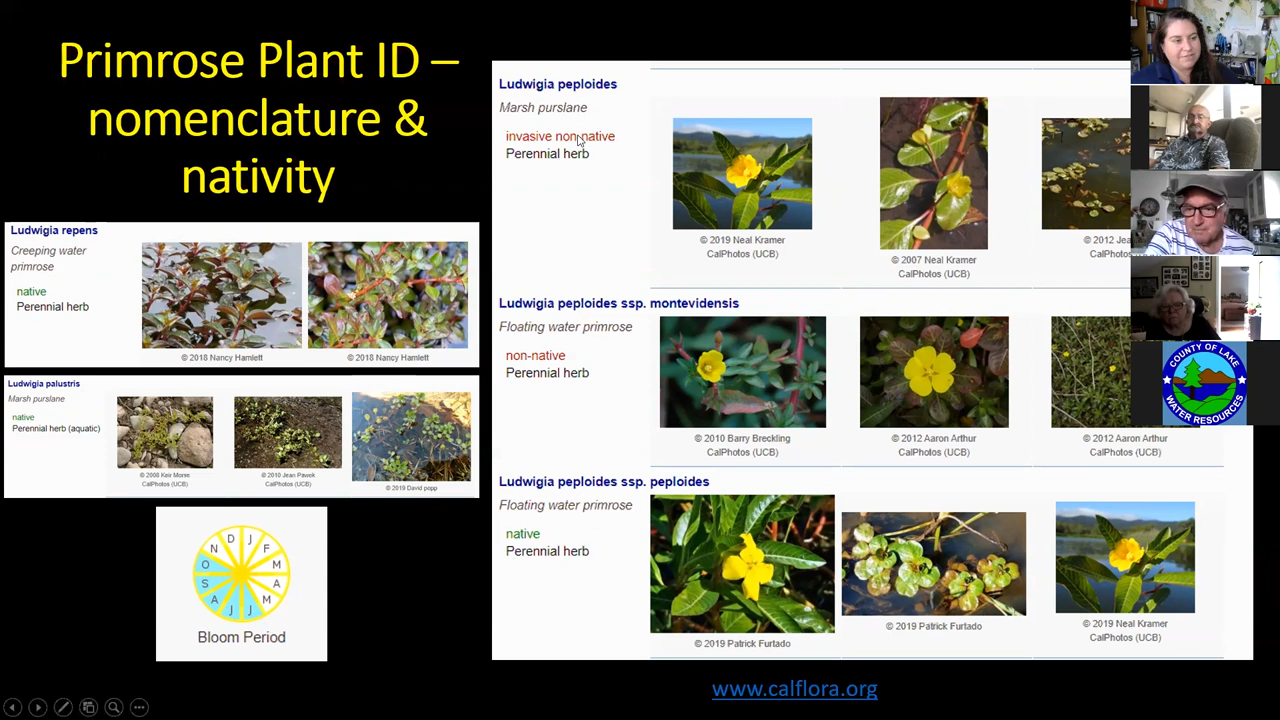 Primrose Plant ID –
nomenclature &
nativity
Ludwigia repens
Creeping water
primrose
native
Perennial herb
© 2018 Nancy Hamlett
© 2018 Nancy Hamlett
Ludwigia palustris
Marsh purslane
native
Perennial herb (aquatic)
© 2008 Keir Morse
CalPhotos (UCB)
© 2010 Jean Pawek
CalPhotos (UCB)
© 2019 David popp
D J
N F
O M
S A
A M
J J
Bloom Period
Ludwigia peploides
Marsh purslane
invasive non-native
Perennial herb
© 2019 Neal Kramer
CalPhotos (UCB)
© 2007 Neal Kramer
CalPhotos (UCB)
© 2012 Jea
CalPhoto
Ludwigia peploides ssp. montevidensis
Floating water primrose
non-native
Perennial herb
© 2010 Barry Breckling
CalPhotos (UCB)
© 2012 Aaron Arthur
CalPhotos (UCB)
© 2012 Aaron Arthur
CalPhotos (UCB)
Ludwigia peploides ssp. peploides
Floating water primrose
native
Perennial herb
© 2019 Patrick Furtado
© 2019 Patrick Furtado
© 2019 Neal Kramer
CalPhotos (UCB)
www.calflora.org
COUNTY OF LAKE
WATER RESOURCES